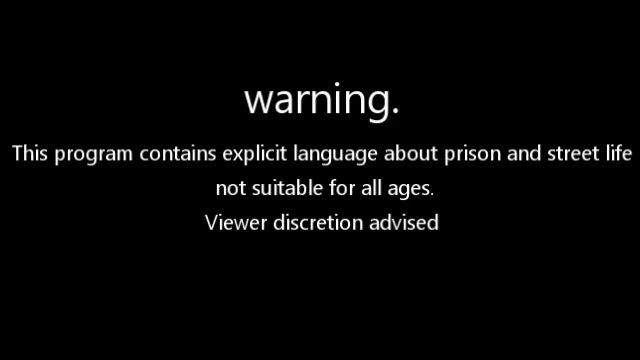 warning.
This program contains explicit language about prison and street life
not suitable for all ages.
Viewer discretion advised